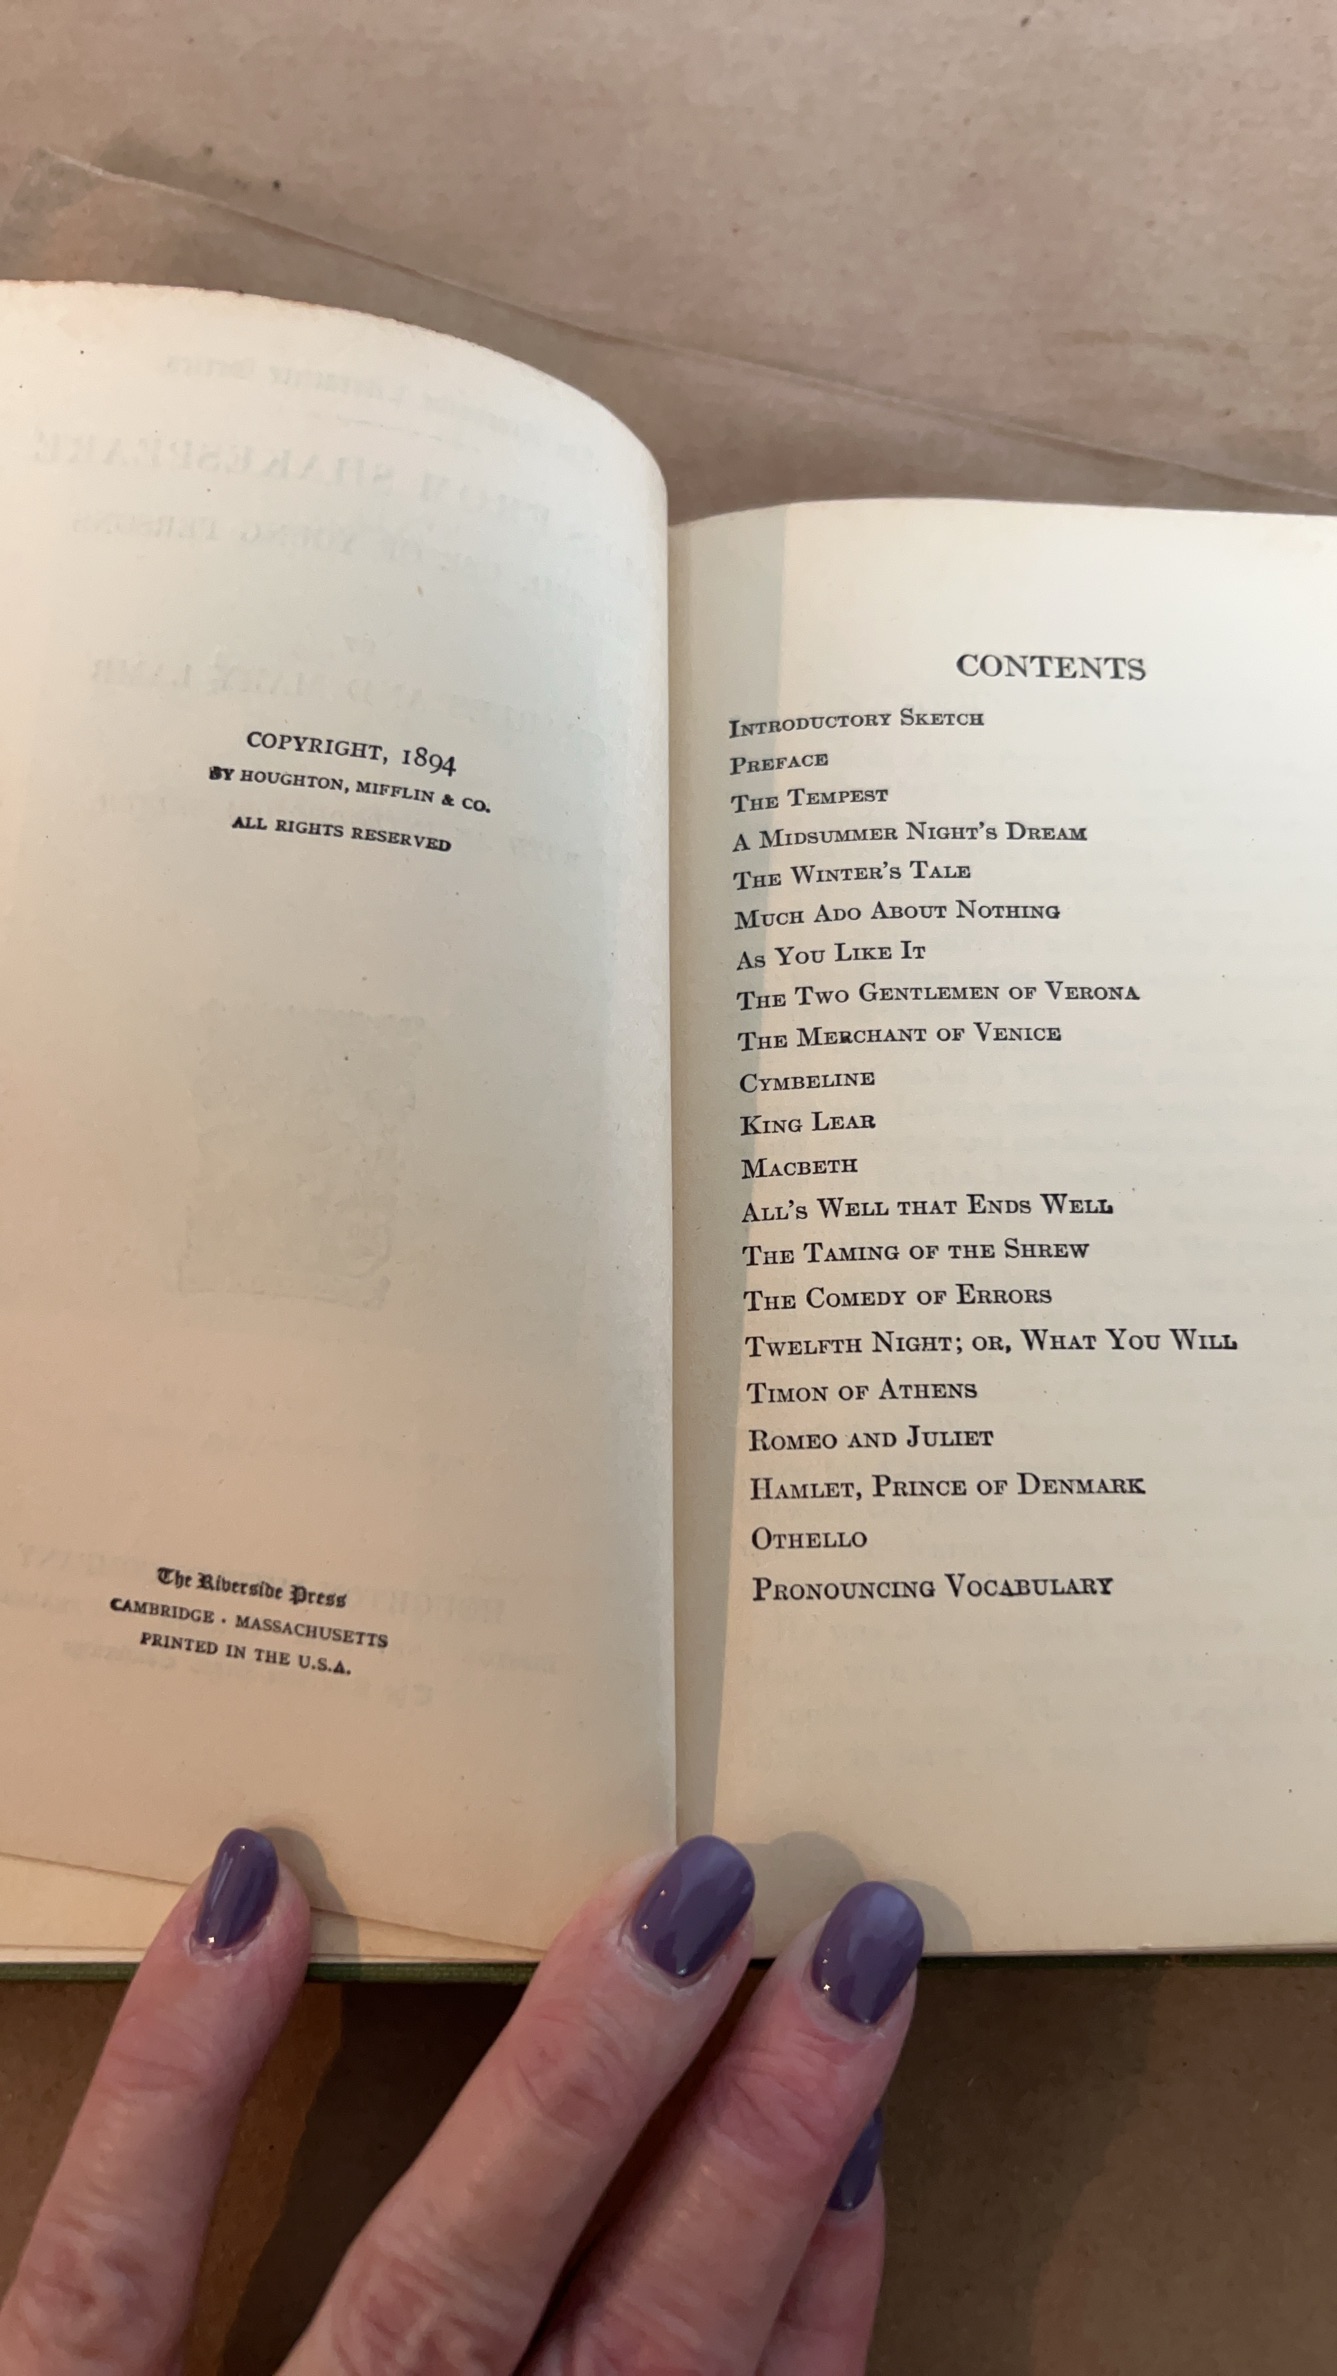 COPYRIGHT, 1894
BY HOUGHTON, MIFFLIN & CO.
ALL RIGHTS RESERVED
The Riverside Press
CAMBRIDGE . MASSACHUSETTS
PRINTED IN THE U.S.A.
CONTENTS
INTRODUCTORY SKETCH
PREFACE
THE TEMPEST
A MIDSUMMER NIGHT'S DREAM
THE WINTER'S TALE
MUCH ADO ABOUT NOTHING
AS YOU LIKE IT
THE TWO GENTLEMEN OF VERONA
THE MERCHANT OF VENICE
CYMBELINE
KING LEAR
MACBETH
ALL'S WELL THAT ENDS WELL
THE TAMING OF THE SHREW
THE COMEDY OF ERRORS
TWELFTH NIGHT; OR, WHAT YOU WILL
TIMON OF ATHENS
ROMEO AND JULIET
HAMLET, PRINCE OF DENMARK
OTHELLO
PRONOUNCING VOCABULARY